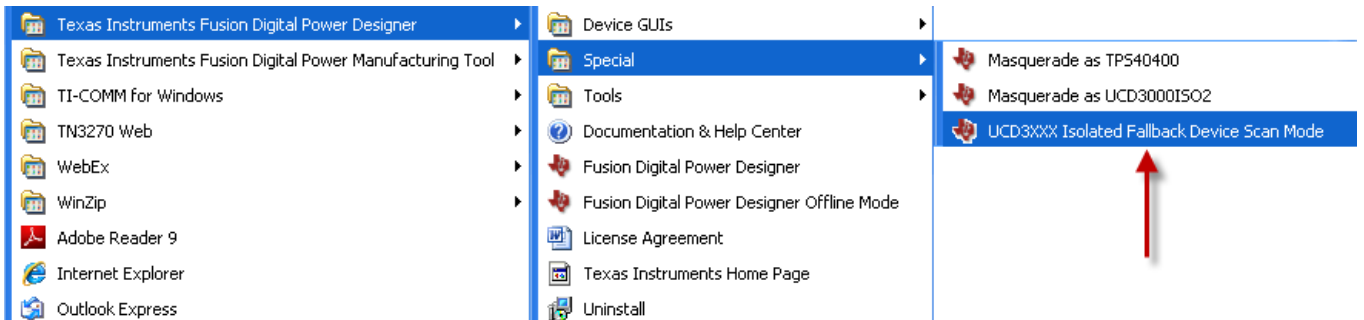 Texas Instruments Fusion Digital Power Designer
Texas Instruments Fusion Digital Power Manufacturing Tool
TI-COMM for Windows
TN3270 Web
WebEx
WinZip
Adobe Reader 9
Internet Explorer
Outlook Express
Device GUIs
Special
Tools
Documentation & Help Center
Fusion Digital Power Designer
Fusion Digital Power Designer Offline Mode
License Agreement
Texas Instruments Home Page
Uninstall
Masquerade as TPS40400
Masquerade as UCD3000ISO2
UCD3XXX Isolated Fallback Device Scan Mode